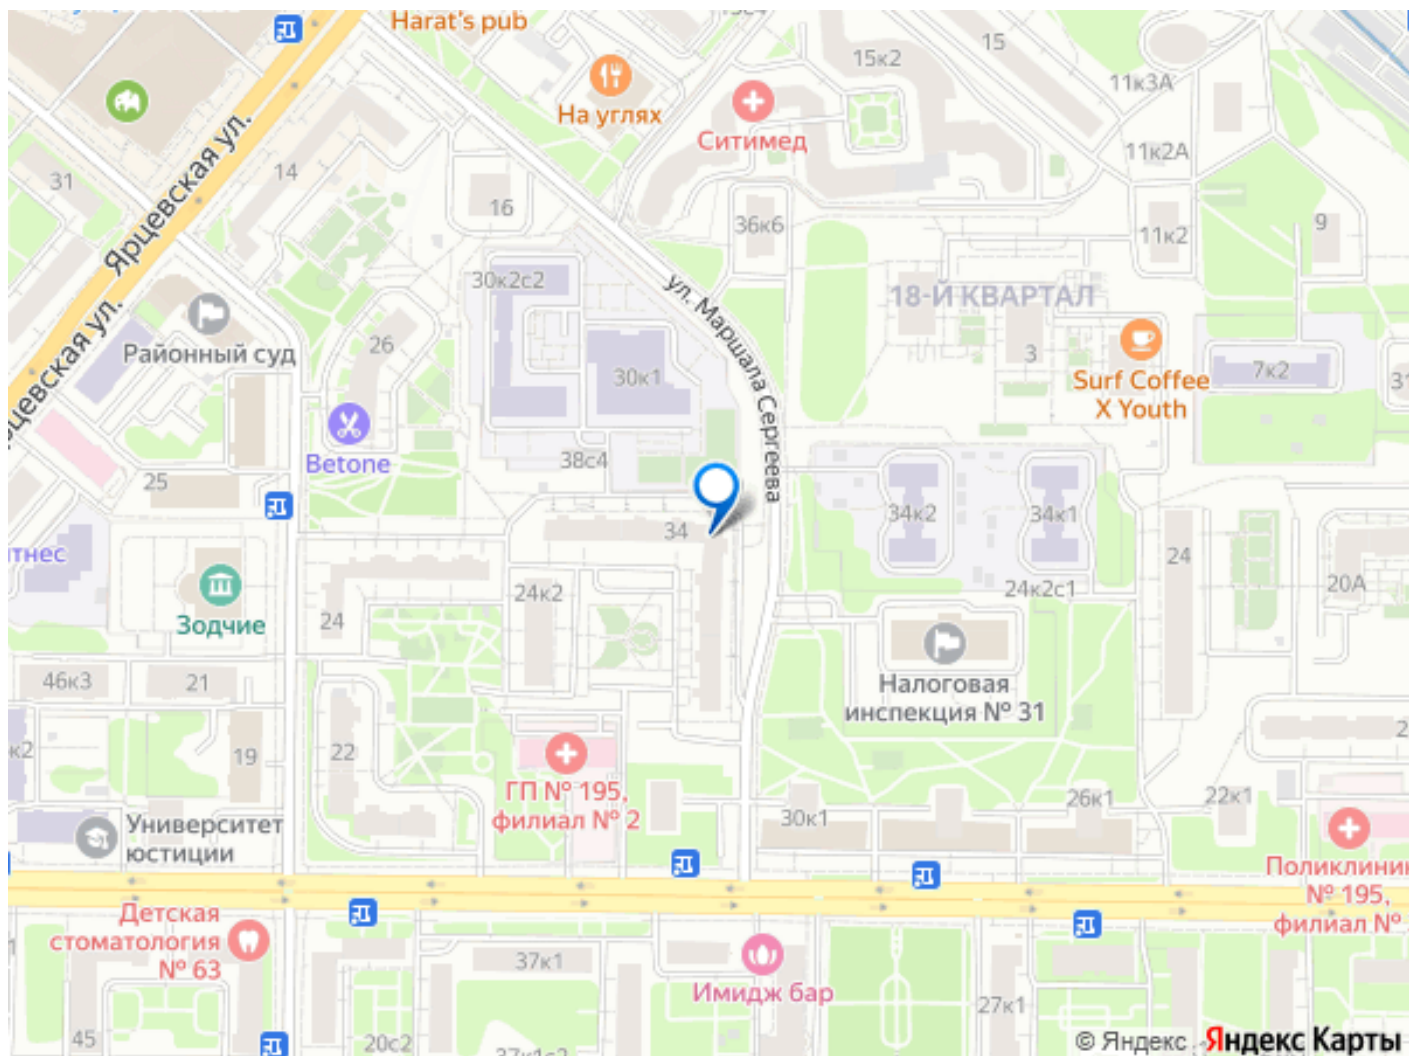 Harat's pub
15
15к2
11к3А
На углях
Ситимед
11к2А
31
14
Ярцевская ул.
16
36к6
11к2
9
30к2с2
ул. Маршала Сергеева
18-Й КВАРТАЛ
Районный суд
26
30к1
3
Surf Coffee
X Youth
7к2
Betone
38с4
25
34
34к2
34к1
24
тнес
Зодчие
24
24к2
24к2с1
20А
46к3
21
Налоговая
инспекция № 31
к2
19
22
ГП № 195,
филиал № 2
30к1
26к1
22к1
Университет
юстиции
Поликлиник
№ 195,
филиал №
Детская
стоматология
№ 63
37к1
Имидж бар
27к1
45
20с2
37к1с2
© Яндекс Яндекс Карты